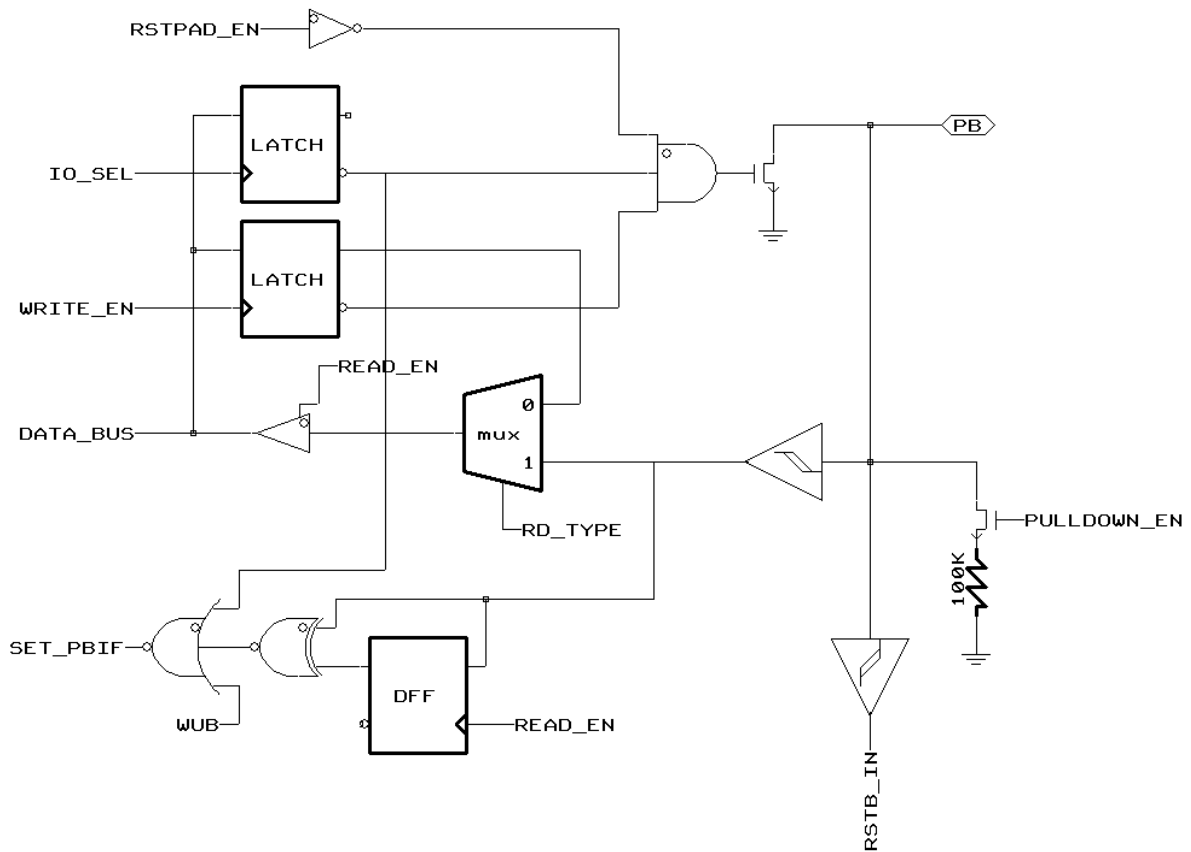 RSTPAD_EN
LATCH
PB
IO_SEL
LATCH
WRITE_EN
READ_EN
0
DATA_BUS
mux
1
RD_TYPE
PULLDOWN_EN
100K
SET_PBIF
DFF
WUB
READ_EN
RSTB_IN